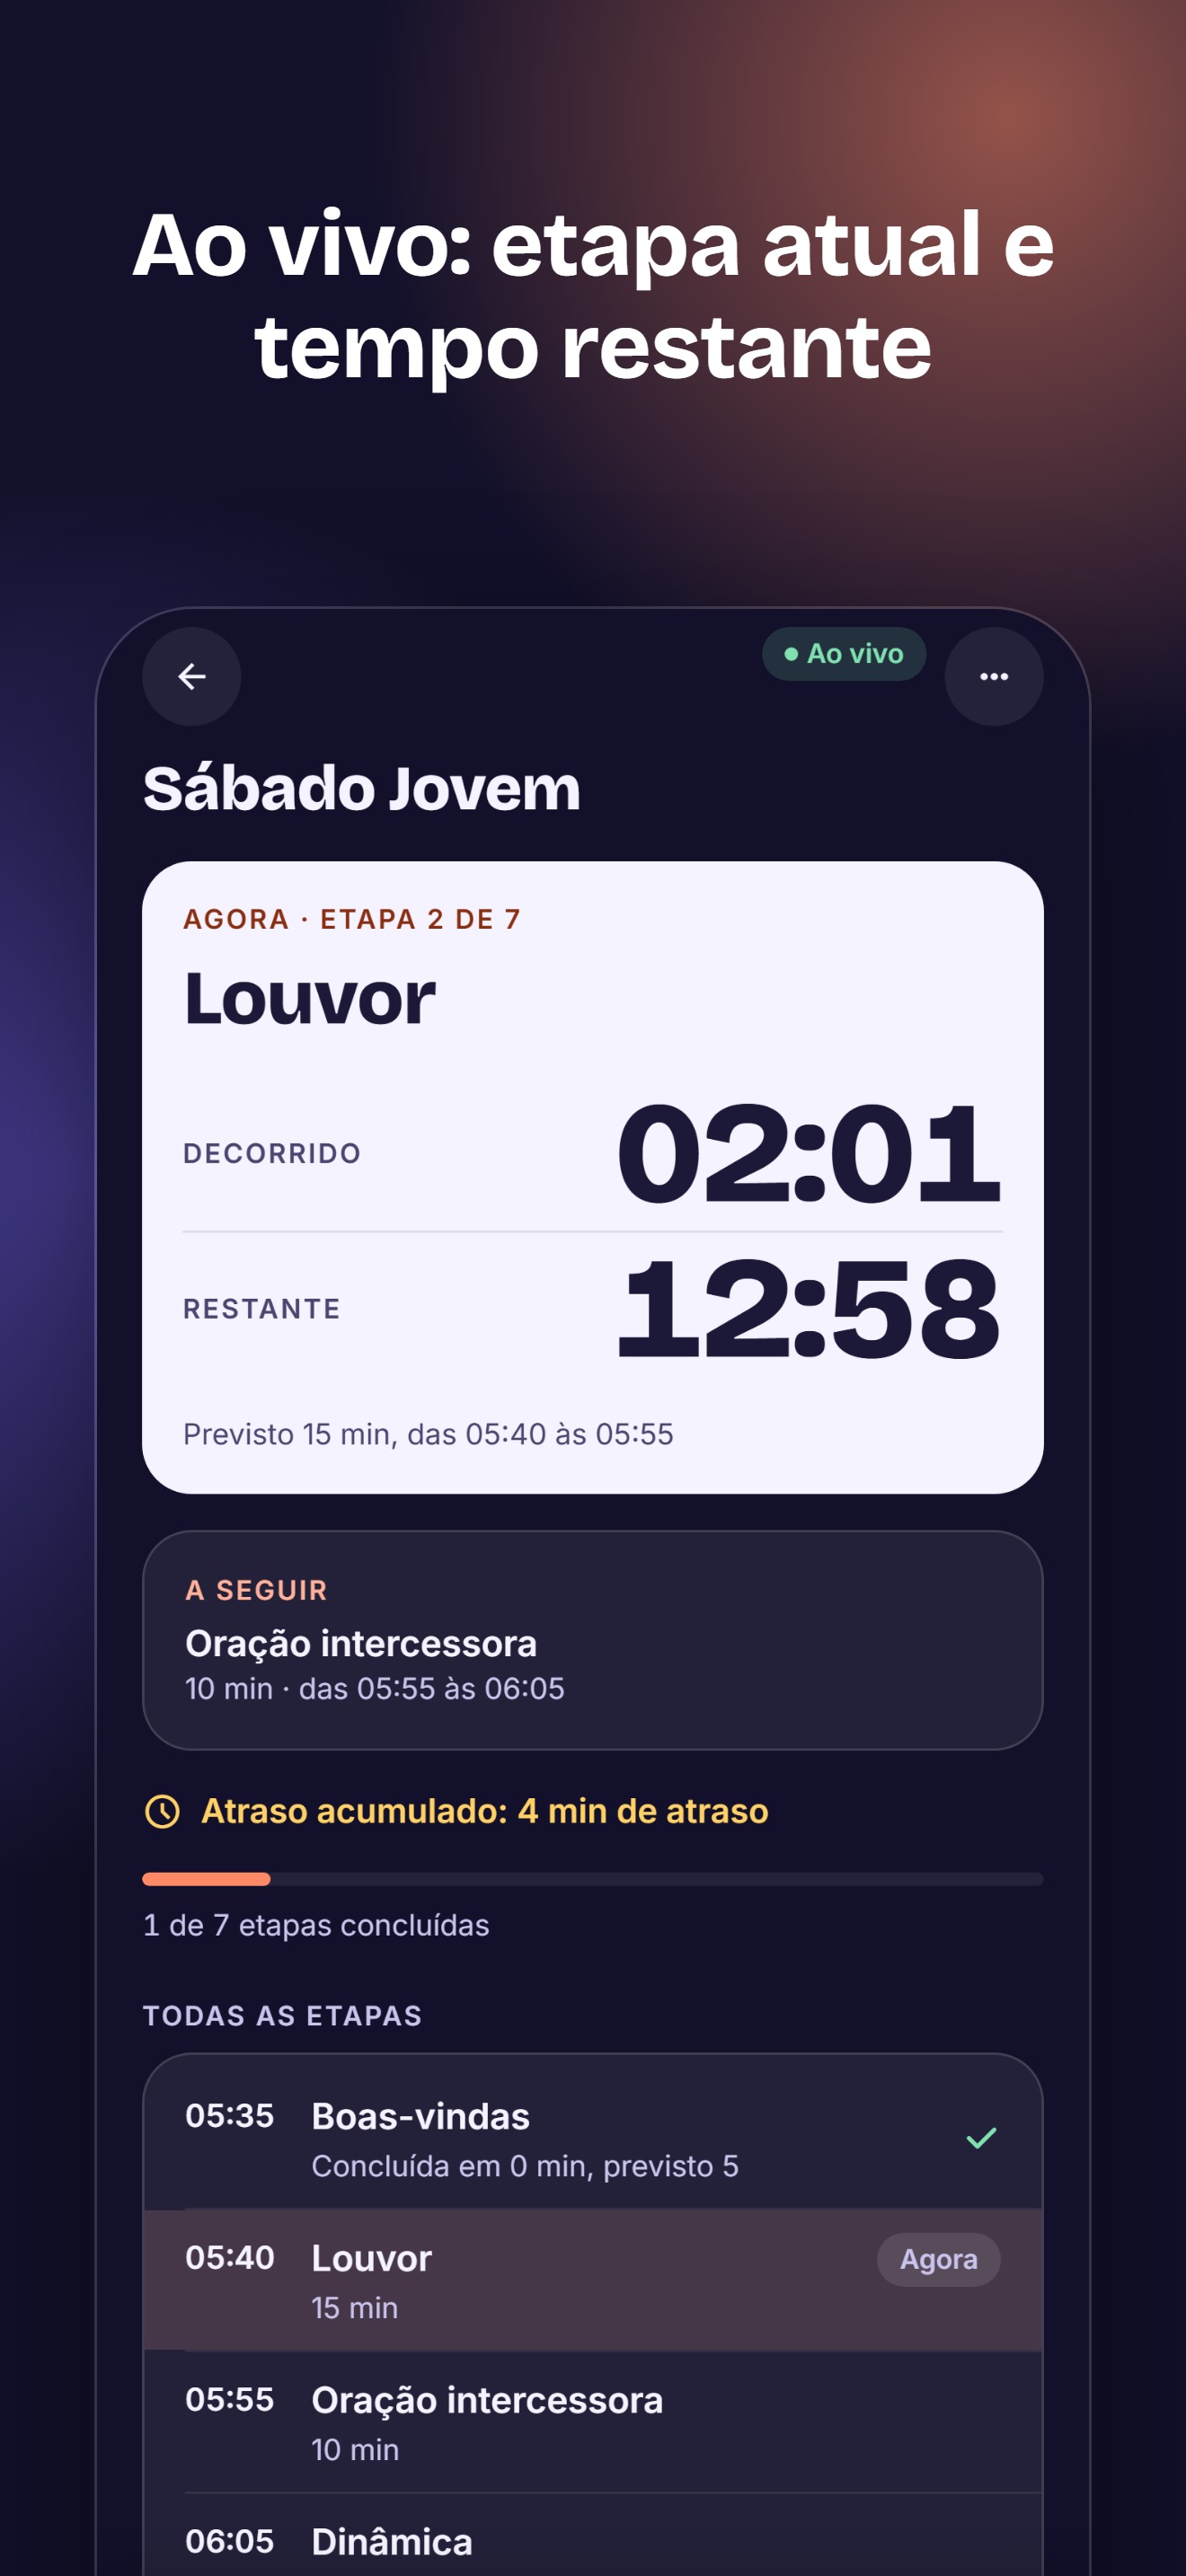 Ao vivo: etapa atual e
tempo restante
Ao vivo
Sábado Jovem
AGORA · ETAPA 2 DE 7
Louvor
DECORRIDO 02:01
RESTANTE 12:58
Previsto 15 min, das 05:40 às 05:55
A SEGUIR
Oração intercessora
10 min · das 05:55 às 06:05
Atraso acumulado: 4 min de atraso
1 de 7 etapas concluídas
TODAS AS ETAPAS
05:35 Boas-vindas
Concluída em 0 min, previsto 5
05:40 Louvor Agora
15 min
05:55 Oração intercessora
10 min
06:05 Dinâmica